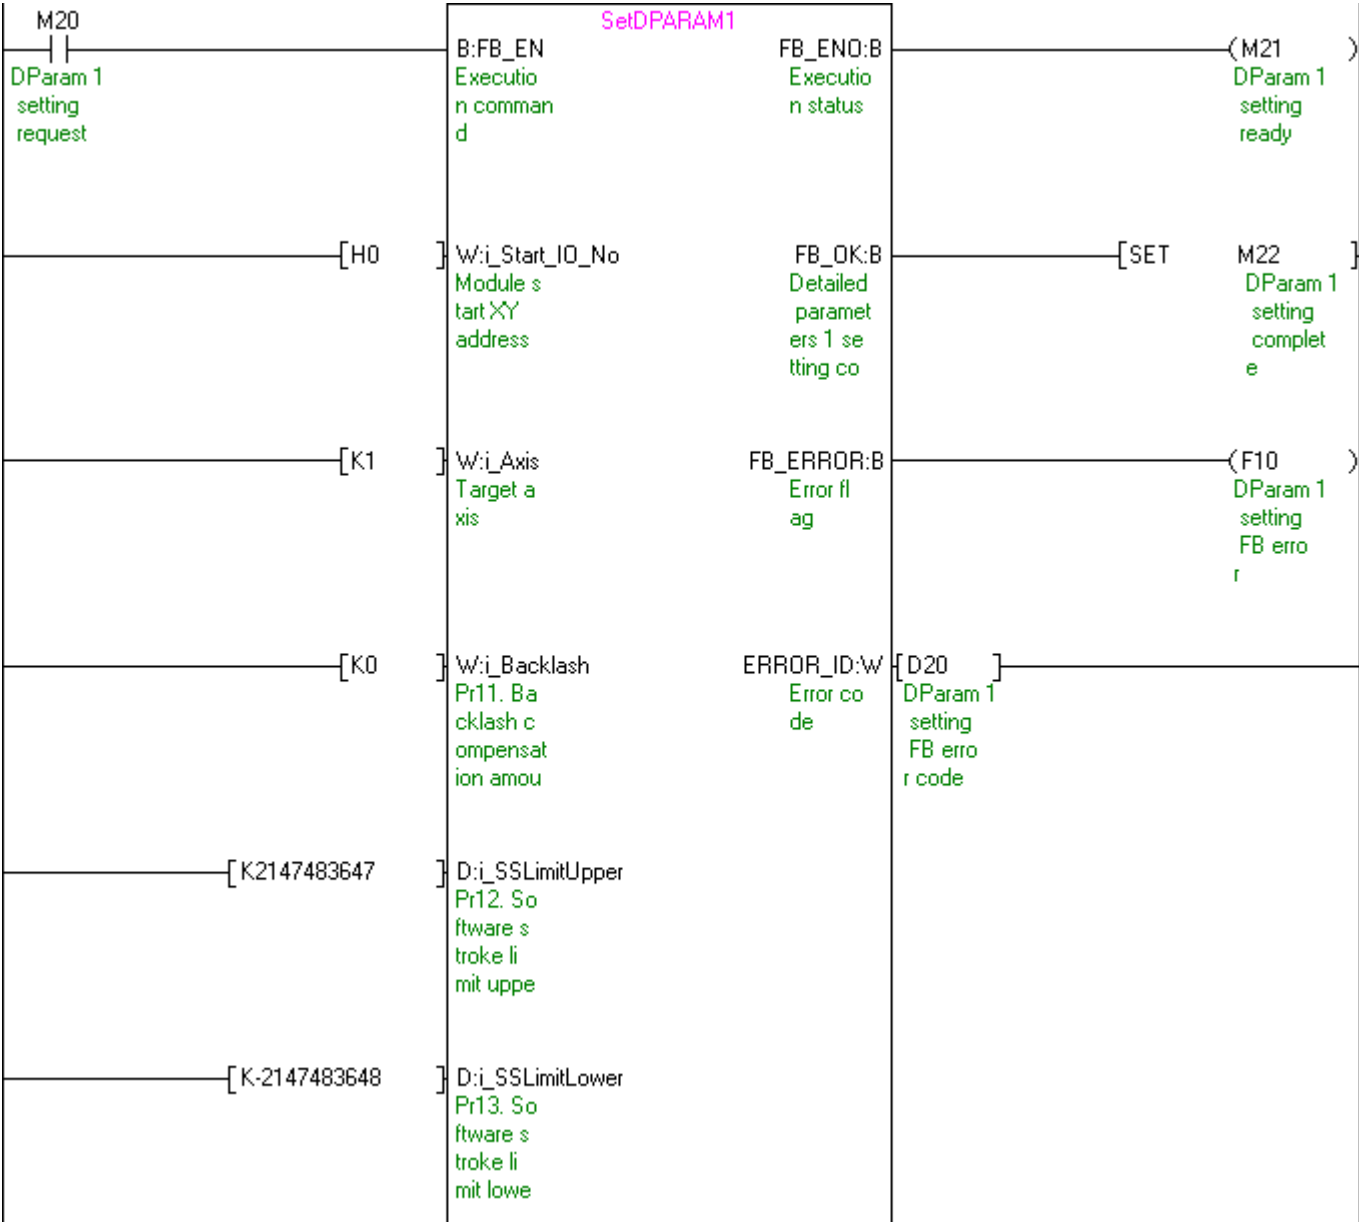 M20
SetDPARAM1
B:FB_EN
FB_ENO:B
(M21 )
DParam 1
setting
request
Executio
n comman
d
Executio
n status
DParam 1
setting
ready
[H0 ]
W:i_Start_IO_No
FB_OK:B
[SET M22 ]
Module s
tart XY
address
Detailed
paramet
ers 1 se
tting co
DParam 1
setting
complet
e
[K1 ]
W:i_Axis
FB_ERROR:B
(F10 )
Target a
xis
Error fl
ag
DParam 1
setting
FB erro
r
[K0 ]
W:i_Backlash
ERROR_ID:W
[D20 ]
Pr11. Ba
cklash c
ompensat
ion amou
Error co
de
DParam 1
setting
FB erro
r code
[K2147483647 ]
D:i_SSLimitUpper
Pr12. So
ftware s
troke li
mit uppe
[K-2147483648 ]
D:i_SSLimitLower
Pr13. So
ftware s
troke li
mit lowe